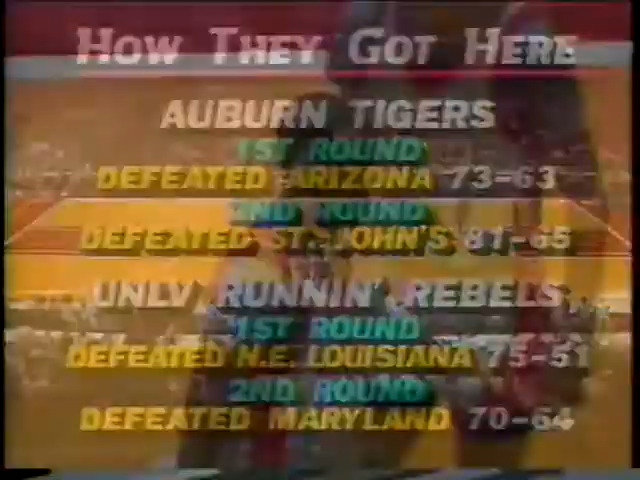 HOW THEY GOT HERE
AUBURN TIGERS
1ST ROUND
DEFEATED ARIZONA 73-63
2ND ROUND
DEFEATED ST. JOHN'S 81-65
UNLV RUNNIN' REBELS
1ST ROUND
DEFEATED N.E. LOUISIANA 75-51
2ND ROUND
DEFEATED MARYLAND 70-64